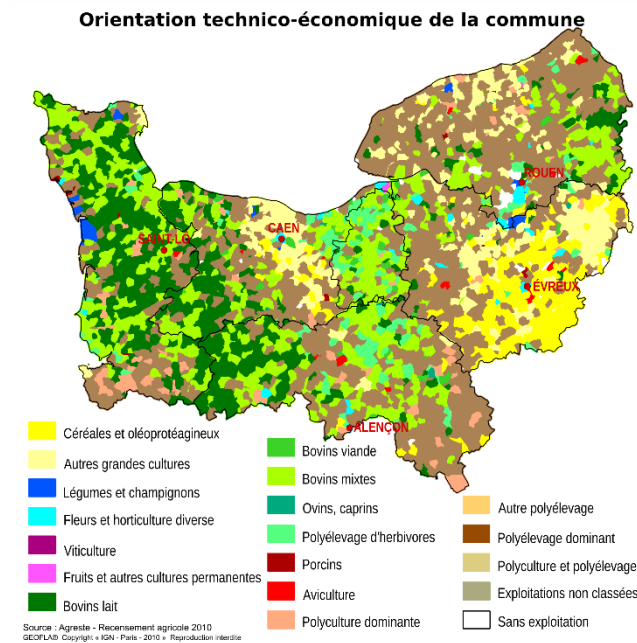 Orientation technico-économique de la commune
ROUEN
CAEN
SAINT-LO
ÉVREUX
ALENÇON
Céréales et oléoprotéagineux
Autres grandes cultures
Légumes et champignons
Fleurs et horticulture diverse
Viticulture
Fruits et autres cultures permanentes
Bovins lait
Bovins viande
Bovins mixtes
Ovins, caprins
Polyélevage d'herbivores
Porcins
Aviculture
Polyculture dominante
Autre polyélevage
Polyélevage dominant
Polyculture et polyélevage
Exploitations non classées
Sans exploitation
Source : Agreste - Recensement agricole 2010
GEOFLA® Copyright « IGN - Paris - 2010 » Reproduction interdite